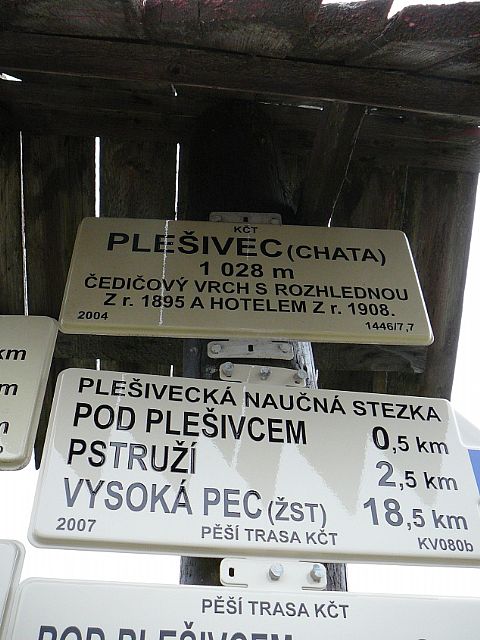 KČT
PLEŠIVEC (CHATA)
1 028 m
ČEDIČOVÝ VRCH S ROZHLEDNOU
Z r. 1895 A HOTELEM Z r. 1908.
2004 1446/7,7
km
m
PLEŠIVECKÁ NAUČNÁ STEZKA
POD PLEŠIVCEM 0,5 km
PSTRUŽÍ 2,5 km
VYSOKÁ PEC (ŽST) 18,5 km
2007 PĚŠÍ TRASA KČT KV080b
PĚŠÍ TRASA KČT
POD PLEŠIVCEM